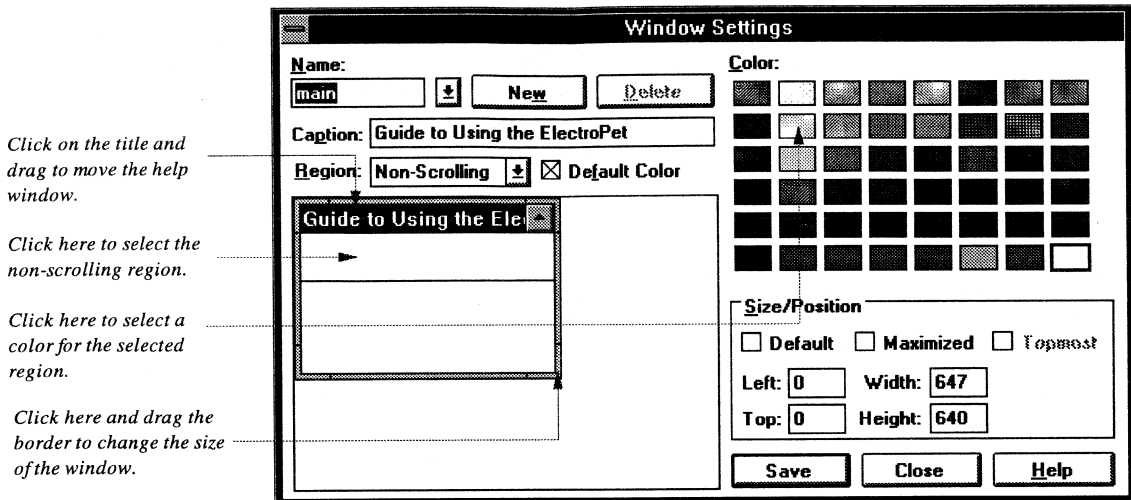 Window Settings
Name:
main
New
Delete
Caption: Guide to Using the ElectroPet
Region: Non-Scrolling
Default Color
Guide to Using the Ele
Color:
Size/Position
Default
Maximized
Topmost
Left: 0
Width: 647
Top: 0
Height: 640
Save
Close
Help
Click on the title and
drag to move the help
window.
Click here to select the
non-scrolling region.
Click here to select a
color for the selected
region.
Click here and drag the
border to change the size
of the window.